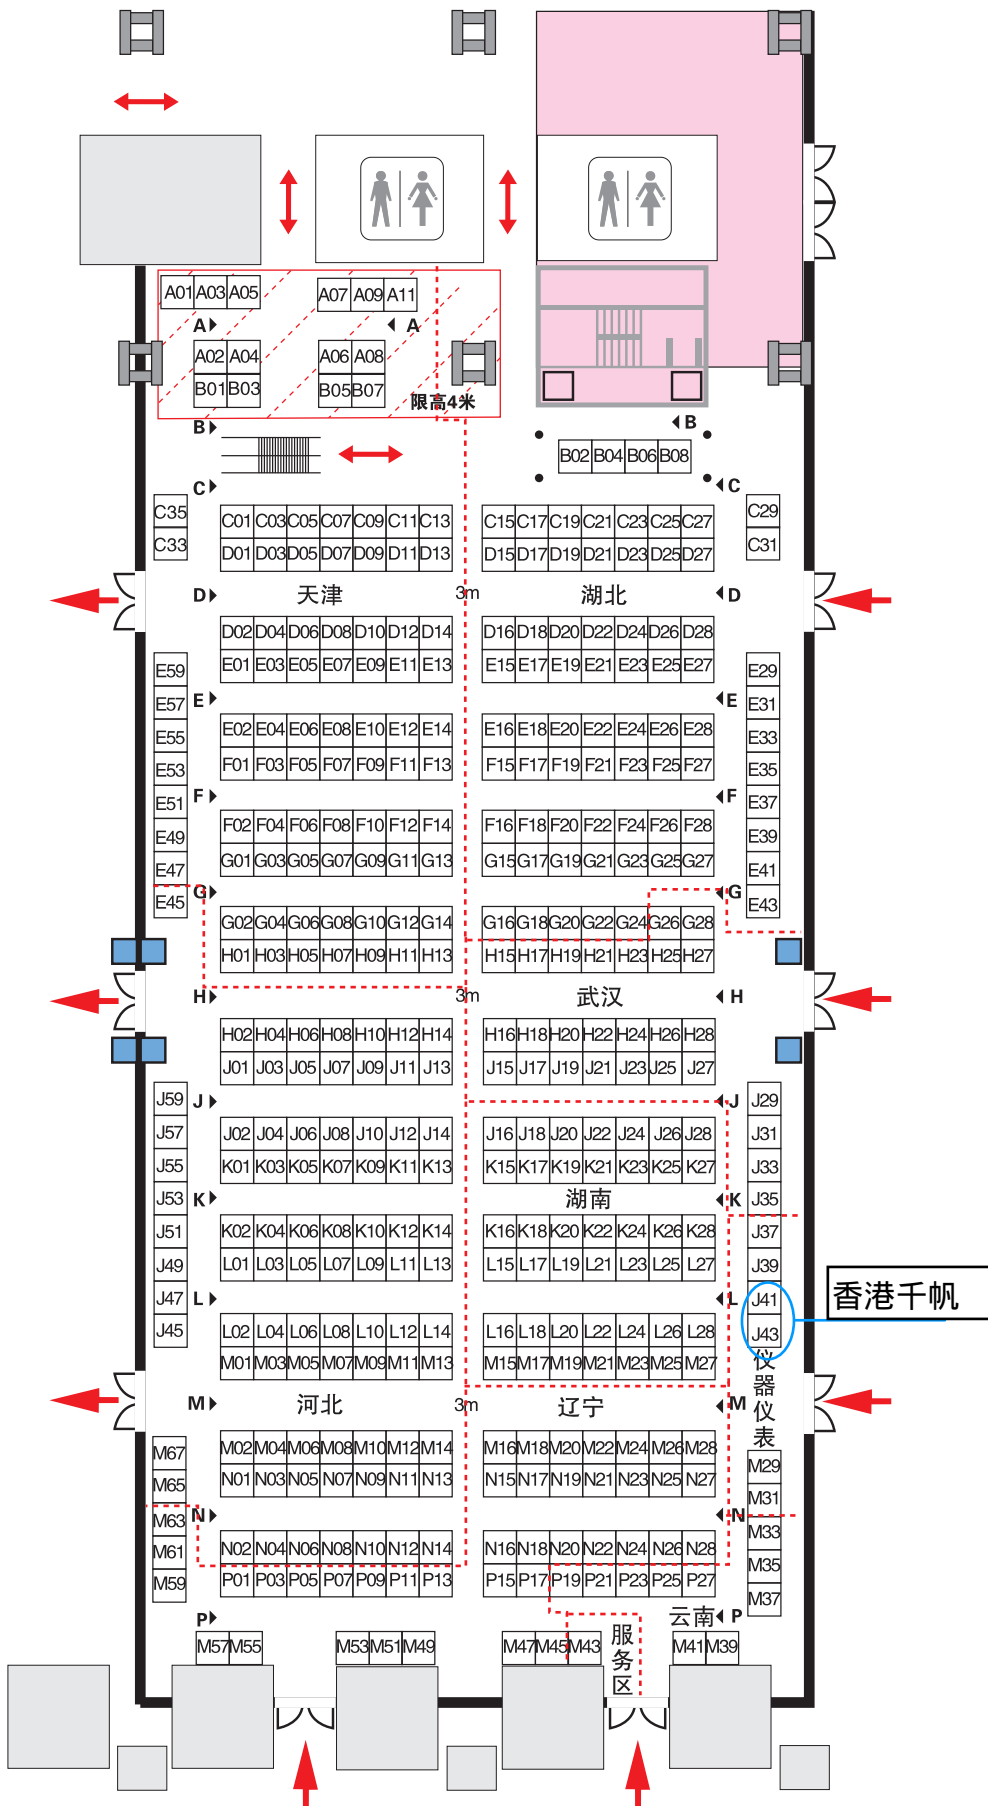 A01 A03 A05 A07 A09 A11
A A
A02 A04 A06 A08
B01 B03 B05 B07
限高4米
B B
B02 B04 B06 B08
C C
C35 C01 C03 C05 C07 C09 C11 C13 C15 C17 C19 C21 C23 C25 C27 C29
C33 D01 D03 D05 D07 D09 D11 D13 D15 D17 D19 D21 D23 D25 D27 C31
D 天津 3m 湖北 D
D02 D04 D06 D08 D10 D12 D14 D16 D18 D20 D22 D24 D26 D28
E59 E01 E03 E05 E07 E09 E11 E13 E15 E17 E19 E21 E23 E25 E27 E29
E57 E E E31
E55 E02 E04 E06 E08 E10 E12 E14 E16 E18 E20 E22 E24 E26 E28 E33
E53 F01 F03 F05 F07 F09 F11 F13 F15 F17 F19 F21 F23 F25 F27 E35
E51 F F E37
E49 F02 F04 F06 F08 F10 F12 F14 F16 F18 F20 F22 F24 F26 F28 E39
E47 G01 G03 G05 G07 G09 G11 G13 G15 G17 G19 G21 G23 G25 G27 E41
E45 G G E43
G02 G04 G06 G08 G10 G12 G14 G16 G18 G20 G22 G24 G26 G28
H01 H03 H05 H07 H09 H11 H13 H15 H17 H19 H21 H23 H25 H27
H 3m 武汉 H
H02 H04 H06 H08 H10 H12 H14 H16 H18 H20 H22 H24 H26 H28
J01 J03 J05 J07 J09 J11 J13 J15 J17 J19 J21 J23 J25 J27
J59 J J J29
J57 J02 J04 J06 J08 J10 J12 J14 J16 J18 J20 J22 J24 J26 J28 J31
J55 K01 K03 K05 K07 K09 K11 K13 K15 K17 K19 K21 K23 K25 K27 J33
J53 K 湖南 K J35
J51 K02 K04 K06 K08 K10 K12 K14 K16 K18 K20 K22 K24 K26 K28 J37
J49 L01 L03 L05 L07 L09 L11 L13 L15 L17 L19 L21 L23 L25 L27 J39
J47 L L J41 香港千帆
J45 L02 L04 L06 L08 L10 L12 L14 L16 L18 L20 L22 L24 L26 L28 J43
M01 M03 M05 M07 M09 M11 M13 M15 M17 M19 M21 M23 M25 M27 仪器仪表
M 河北 3m 辽宁 M
M67 M02 M04 M06 M08 M10 M12 M14 M16 M18 M20 M22 M24 M26 M28 M29
M65 N01 N03 N05 N07 N09 N11 N13 N15 N17 N19 N21 N23 N25 N27 M31
M63 N N M33
M61 N02 N04 N06 N08 N10 N12 N14 N16 N18 N20 N22 N24 N26 N28 M35
M59 P01 P03 P05 P07 P09 P11 P13 P15 P17 P19 P21 P23 P25 P27 M37
P 云南 P
M57 M55 M53 M51 M49 M47 M45 M43 服务区 M41 M39